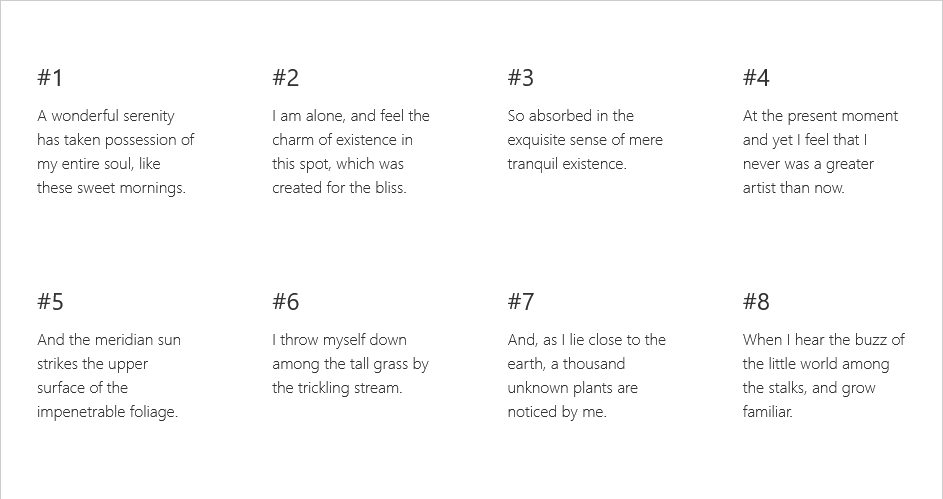 #1
A wonderful serenity
has taken possession of
my entire soul, like
these sweet mornings.
#2
I am alone, and feel the
charm of existence in
this spot, which was
created for the bliss.
#3
So absorbed in the
exquisite sense of mere
tranquil existence.
#4
At the present moment
and yet I feel that I
never was a greater
artist than now.
#5
And the meridian sun
strikes the upper
surface of the
impenetrable foliage.
#6
I throw myself down
among the tall grass by
the trickling stream.
#7
And, as I lie close to the
earth, a thousand
unknown plants are
noticed by me.
#8
When I hear the buzz of
the little world among
the stalks, and grow
familiar.